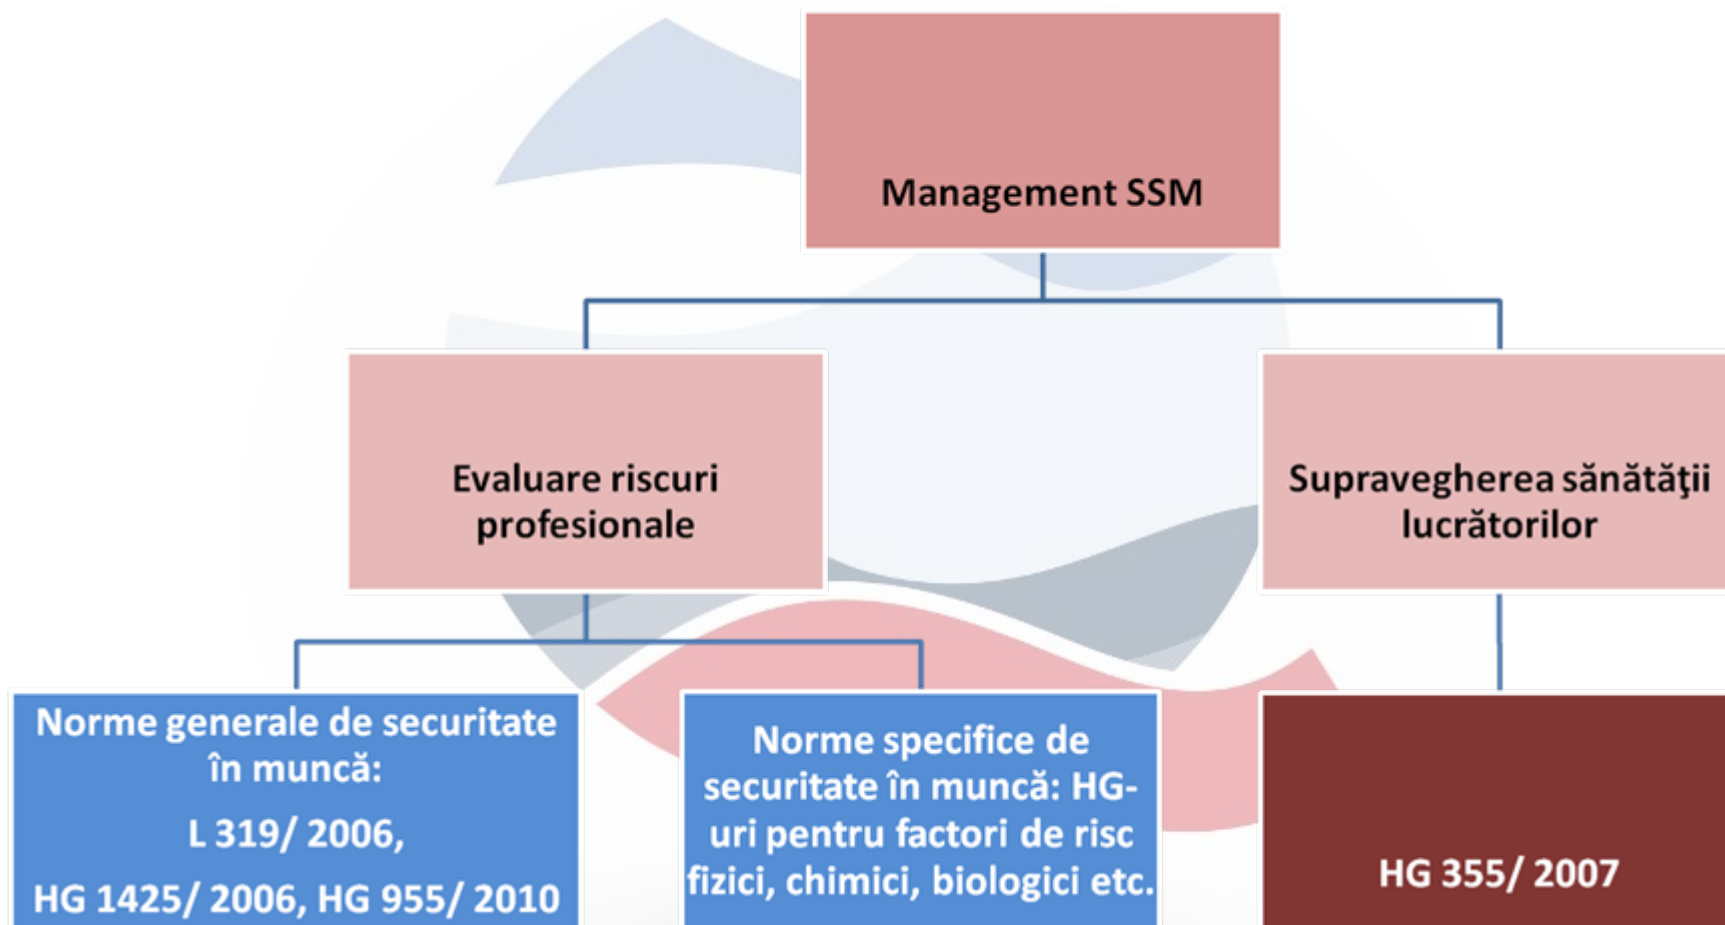 Management SSM
Evaluare riscuri
profesionale
Supravegherea sănătăţii
lucrătorilor
Norme generale de securitate
în muncă:
L 319/ 2006,
HG 1425/ 2006, HG 955/ 2010
Norme specifice de
securitate în muncă: HG-
uri pentru factori de risc
fizici, chimici, biologici etc.
HG 355/ 2007